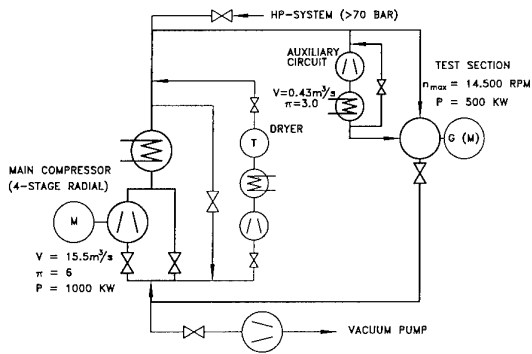 HP-SYSTEM (>70 BAR)
AUXILIARY
CIRCUIT
V=0.43m³/s
π=3.0
TEST SECTION
nmax = 14.500 RPM
P = 500 KW
G (M)
DRYER
T
MAIN COMPRESSOR
(4-STAGE RADIAL)
M
V = 15.5m³/s
π = 6
P = 1000 KW
VACUUM PUMP